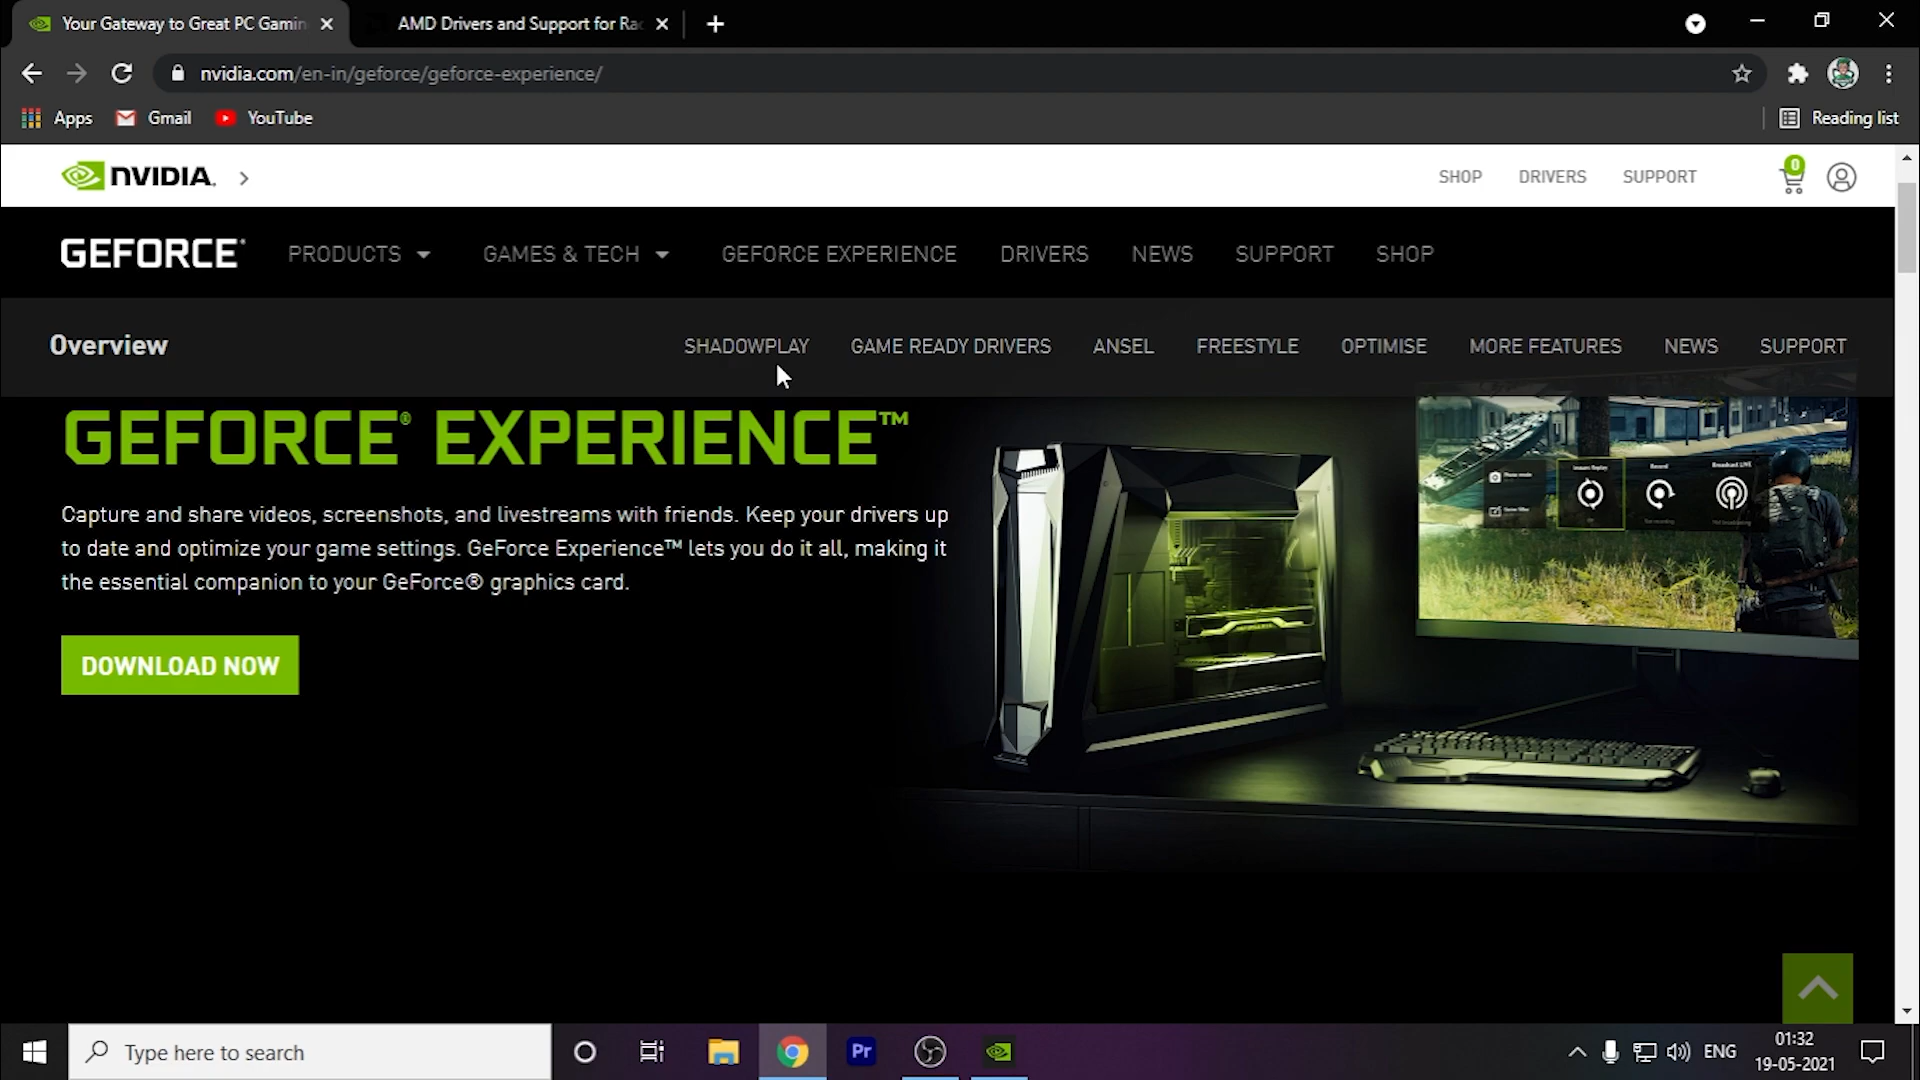 Your Gateway to Great PC Gamin
AMD Drivers and Support for Ra
nvidia.com/en-in/geforce/geforce-experience/
Apps
Gmail
YouTube
Reading list
NVIDIA.
SHOP
DRIVERS
SUPPORT
0
GEFORCE®
PRODUCTS
GAMES & TECH
GEFORCE EXPERIENCE
DRIVERS
NEWS
SUPPORT
SHOP
Overview
SHADOWPLAY
GAME READY DRIVERS
ANSEL
FREESTYLE
OPTIMISE
MORE FEATURES
NEWS
SUPPORT
GEFORCE® EXPERIENCE™
Capture and share videos, screenshots, and livestreams with friends. Keep your drivers up
to date and optimize your game settings. GeForce Experience™ lets you do it all, making it
the essential companion to your GeForce® graphics card.
Instant Replay
Record
Broadcast LIVE
DOWNLOAD NOW
Type here to search
Pr
ENG
01:32
19-05-2021